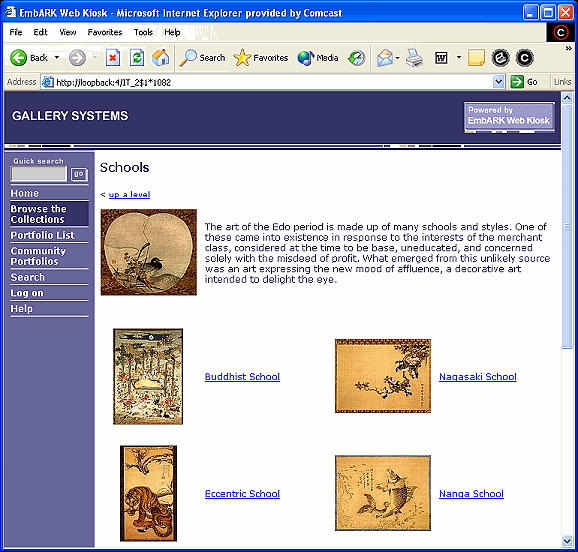 EmbARK Web Kiosk - Microsoft Internet Explorer provided by Comcast
File Edit View Favorites Tools Help
Back Search Favorites Media
Address http://loopback:4/IT_2$1*1082 Go Links
GALLERY SYSTEMS
Powered by
EmbARK Web Kiosk
Quick search
go
Home
Browse the
Collections
Portfolio List
Community
Portfolios
Search
Log on
Help
Schools
< up a level
The art of the Edo period is made up of many schools and styles. One of
these came into existence in response to the interests of the merchant
class, considered at the time to be base, uneducated, and concerned
solely with the misdeed of profit. What emerged from this unlikely source
was an art expressing the new mood of affluence, a decorative art
intended to delight the eye.
Buddhist School
Nagasaki School
Eccentric School
Nanga School